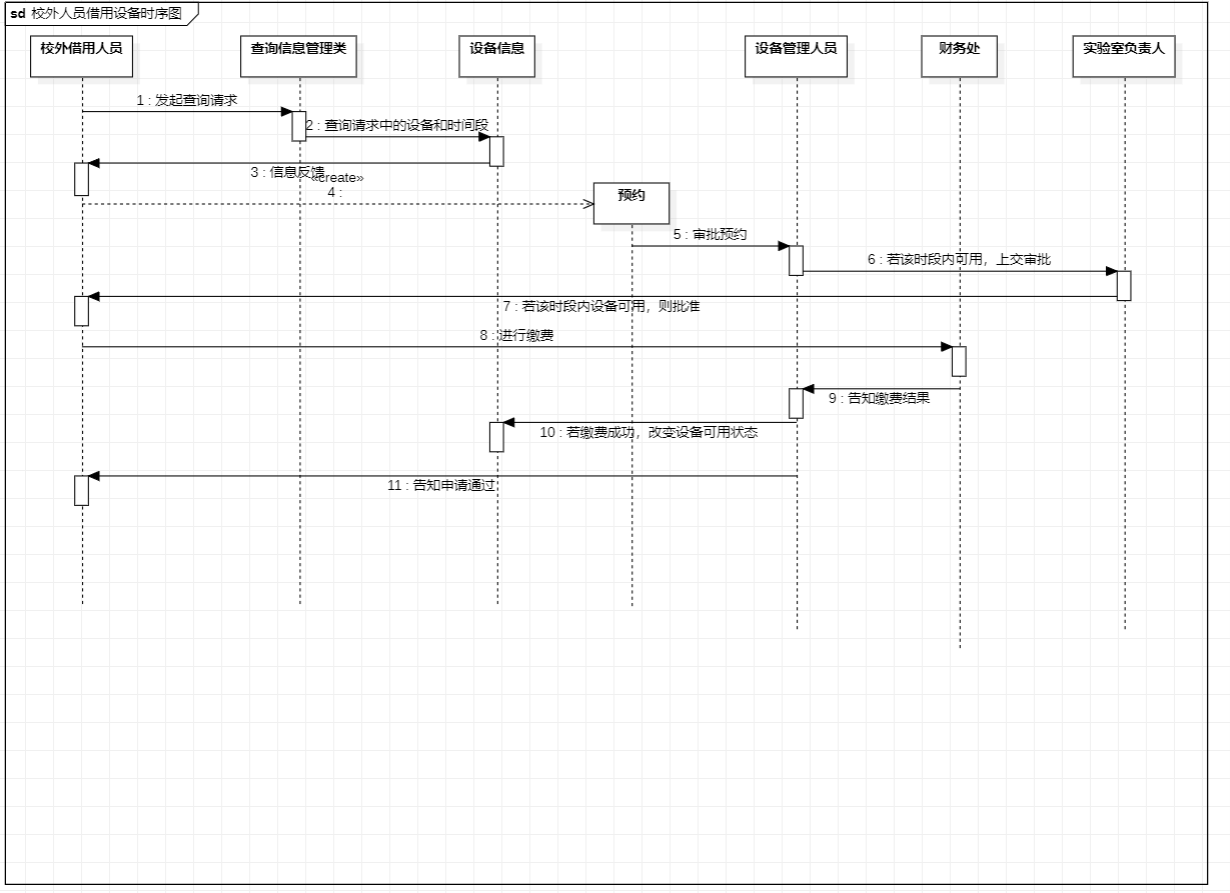 sd 校外人员借用设备时序图
校外借用人员
查询信息管理类
设备信息
设备管理人员
财务处
实验室负责人
1 : 发起查询请求
2 : 查询请求中的设备和时间段
3 : 信息反馈
«create»
4 :
预约
5 : 审批预约
6 : 若该时段内可用，上交审批
7 : 若该时段内设备可用，则批准
8 : 进行缴费
9 : 告知缴费结果
10 : 若缴费成功，改变设备可用状态
11 : 告知申请通过